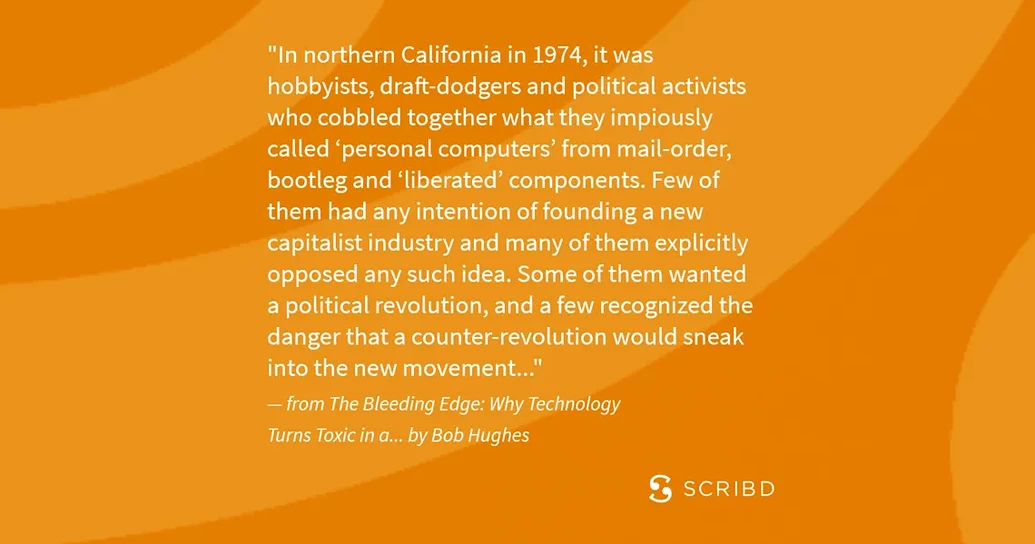 "In northern California in 1974, it was
hobbyists, draft-dodgers and political activists
who cobbled together what they impiously
called ‘personal computers’ from mail-order,
bootleg and ‘liberated’ components. Few of
them had any intention of founding a new
capitalist industry and many of them explicitly
opposed any such idea. Some of them wanted
a political revolution, and a few recognized the
danger that a counter-revolution would sneak
into the new movement..."
— from The Bleeding Edge: Why Technology
Turns Toxic in a... by Bob Hughes
SCRIBD